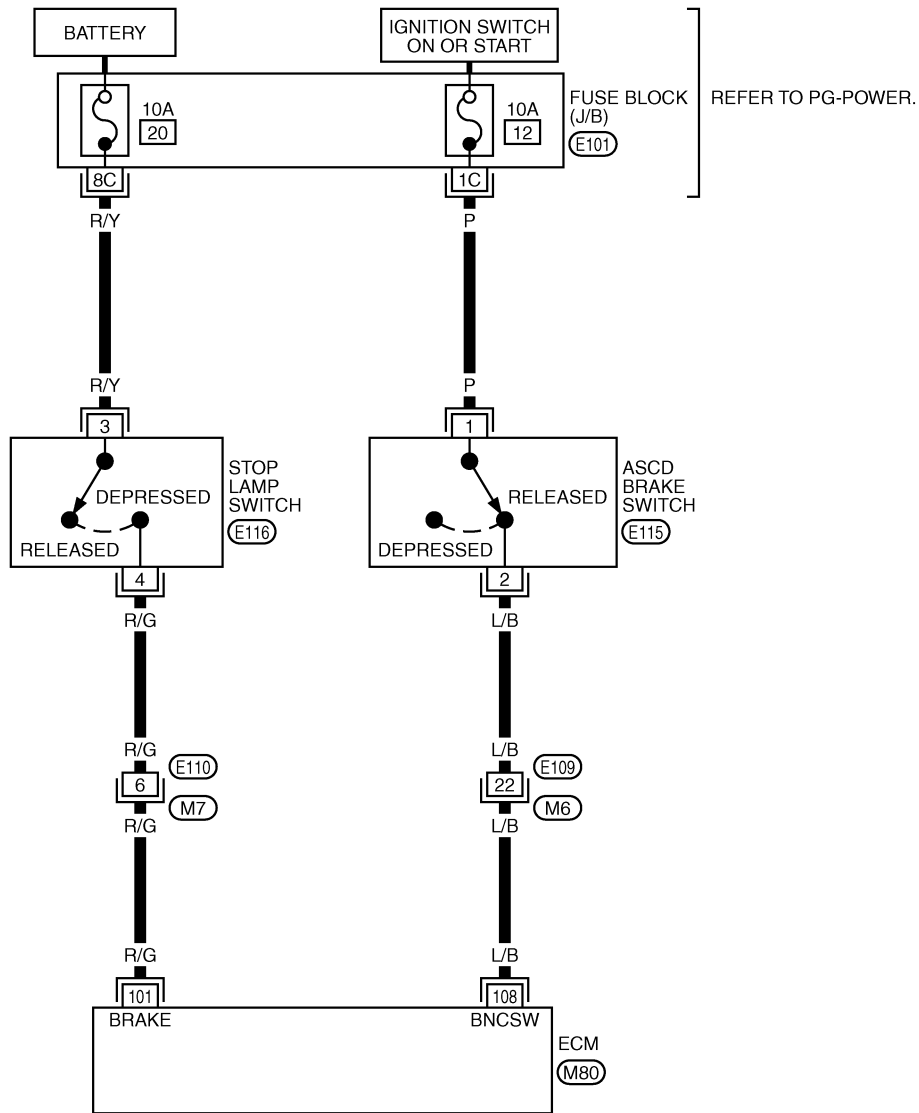 BATTERY
IGNITION SWITCH
ON OR START
10A
20
10A
12
FUSE BLOCK
(J/B)
E101
REFER TO PG-POWER.
8C
1C
R/Y
P
R/Y
P
3
1
DEPRESSED
RELEASED
STOP
LAMP
SWITCH
E116
RELEASED
DEPRESSED
ASCD
BRAKE
SWITCH
E115
4
2
R/G
L/B
R/G
L/B
6
E110
M7
22
E109
M6
R/G
L/B
R/G
L/B
101
108
BRAKE
BNCSW
ECM
M80